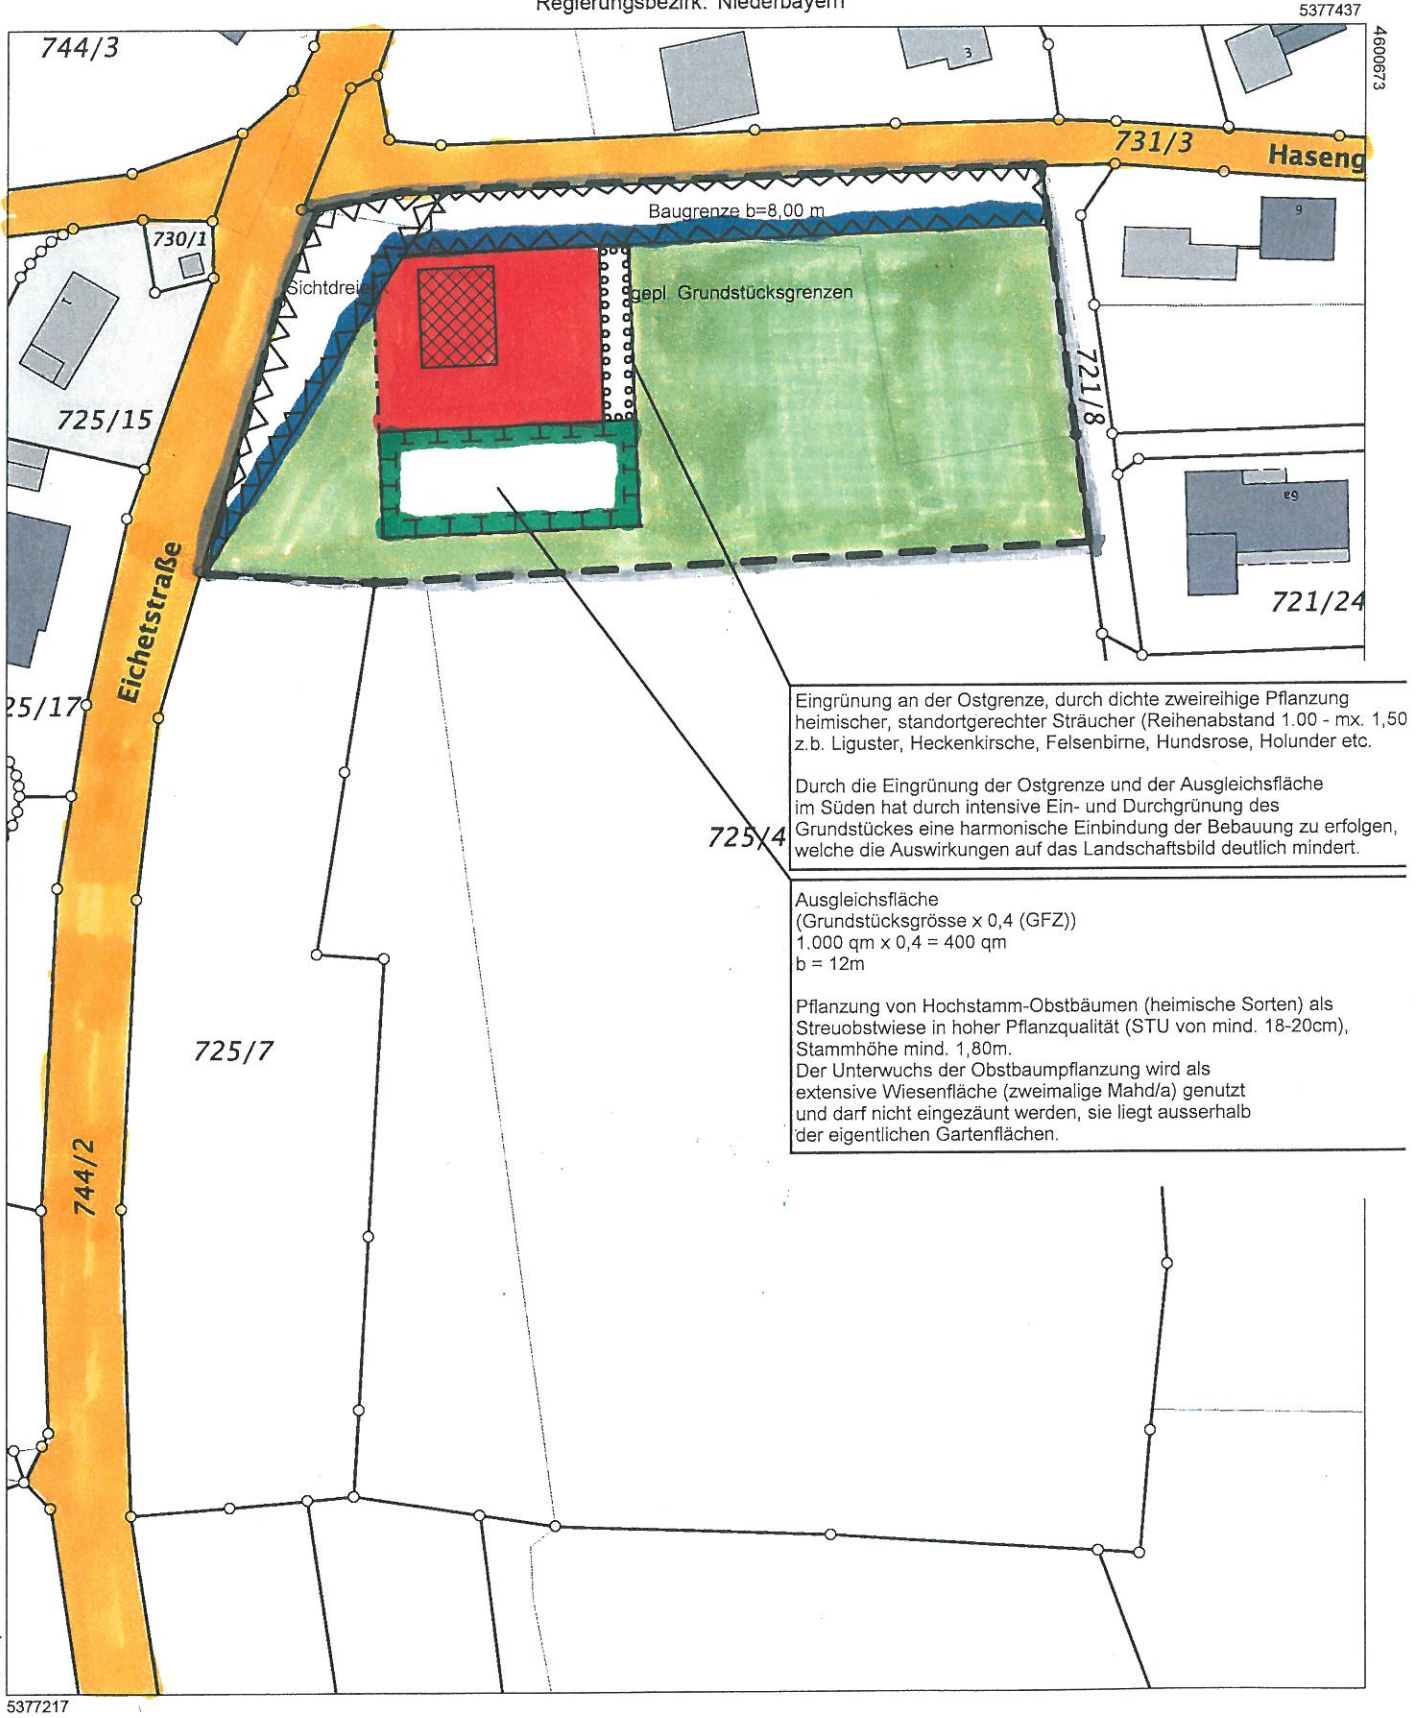 Regierungsbezirk: Niederbayern
5377437
4600673
744/3
3
731/3
Haseng
Baugrenze b=8,00 m
730/1
9
Sichtdreie
gepl. Grundstücksgrenzen
1
721/8
725/15
9a
721/24
Eichetstraße
25/17
Eingrünung an der Ostgrenze, durch dichte zweireihige Pflanzung
heimischer, standortgerechter Sträucher (Reihenabstand 1.00 - mx. 1,50
z.b. Liguster, Heckenkirsche, Felsenbirne, Hundsrose, Holunder etc.
Durch die Eingrünung der Ostgrenze und der Ausgleichsfläche
im Süden hat durch intensive Ein- und Durchgrünung des
Grundstückes eine harmonische Einbindung der Bebauung zu erfolgen,
welche die Auswirkungen auf das Landschaftsbild deutlich mindert.
725/4
Ausgleichsfläche
(Grundstücksgrösse x 0,4 (GFZ))
1.000 qm x 0,4 = 400 qm
b = 12m
Pflanzung von Hochstamm-Obstbäumen (heimische Sorten) als
Streuobstwiese in hoher Pflanzqualität (STU von mind. 18-20cm),
Stammhöhe mind. 1,80m.
Der Unterwuchs der Obstbaumpflanzung wird als
extensive Wiesenfläche (zweimalige Mahd/a) genutzt
und darf nicht eingezäunt werden, sie liegt ausserhalb
der eigentlichen Gartenflächen.
725/7
744/2
5377217